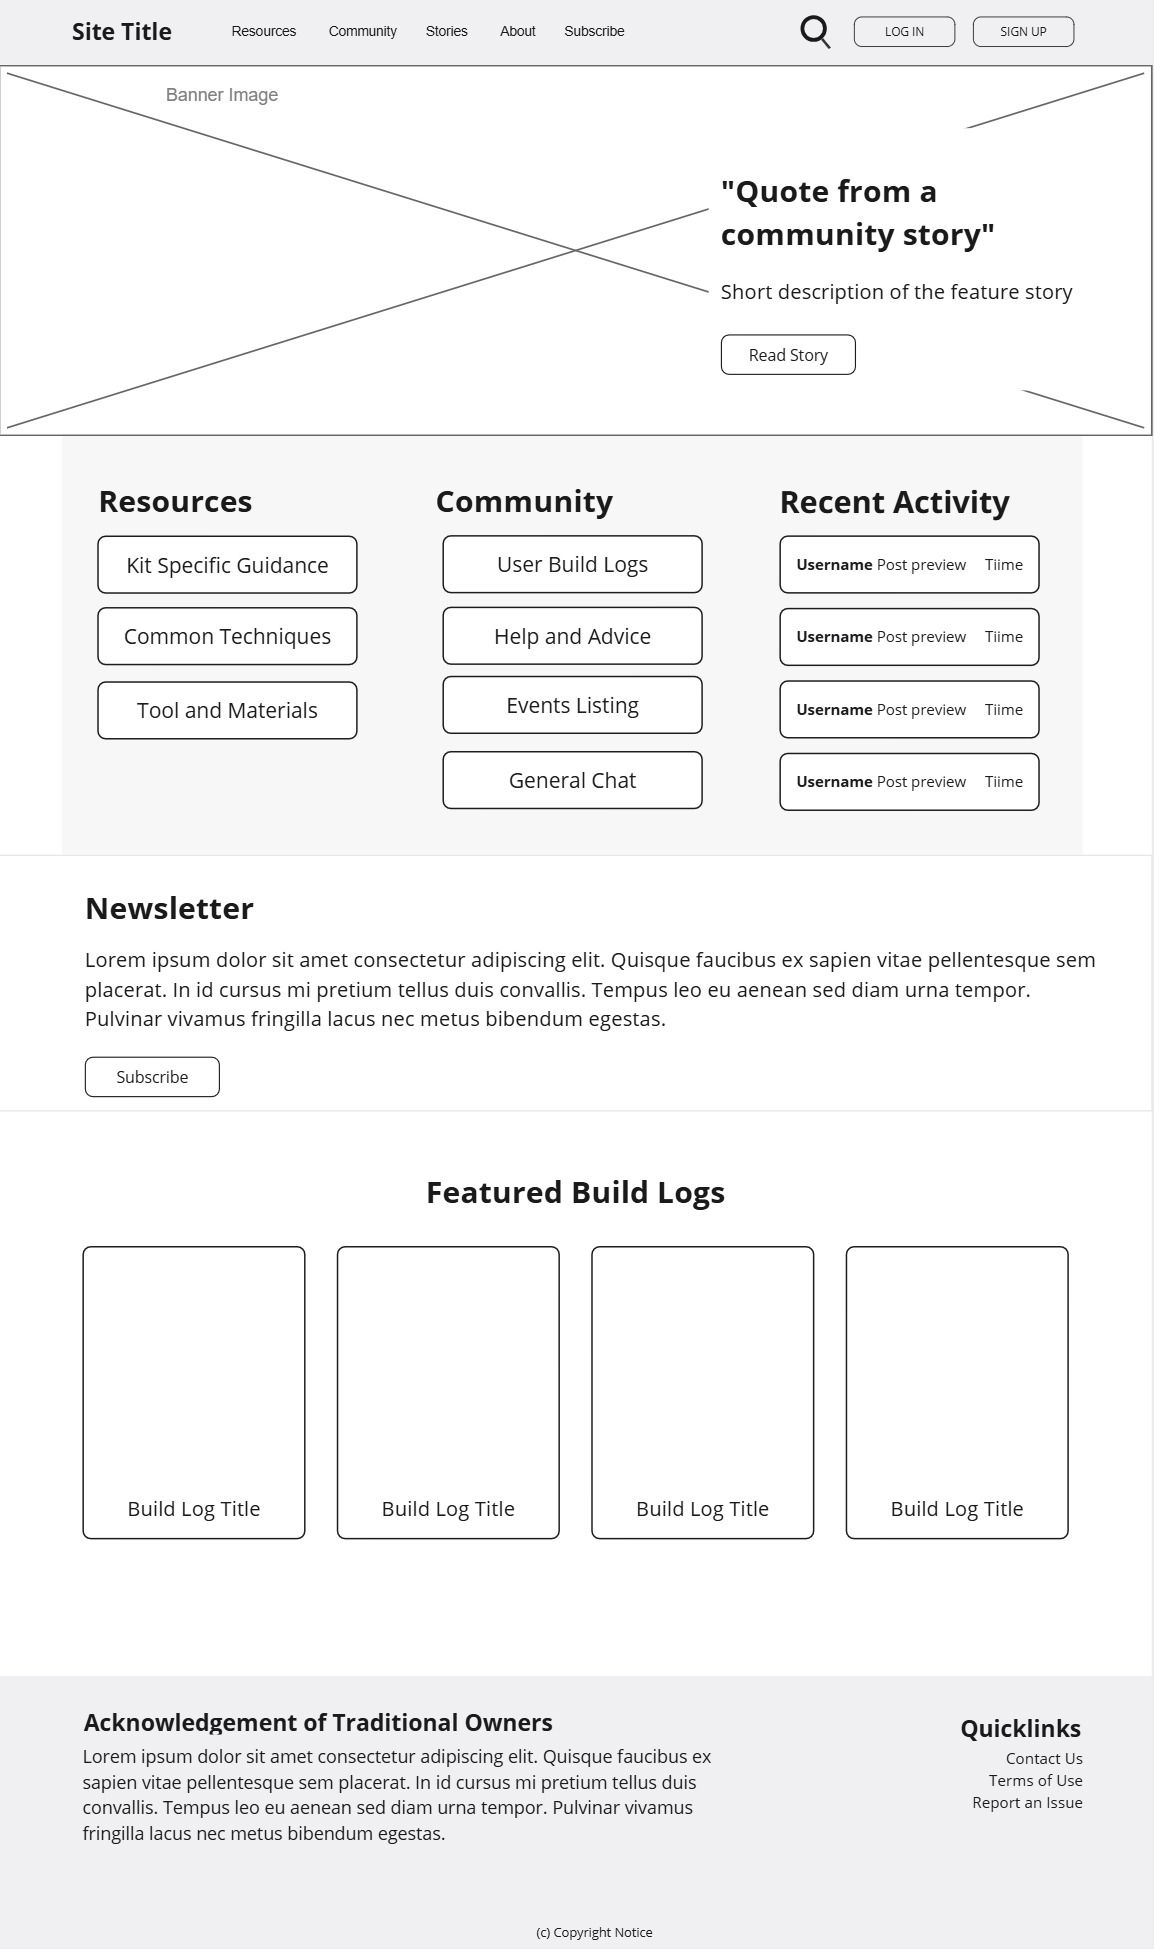 Site Title
Resources
Community
Stories
About
Subscribe
LOG IN
SIGN UP
Banner Image
"Quote from a
community story"
Short description of the feature story
Read Story
Resources
Kit Specific Guidance
Common Techniques
Tool and Materials
Community
User Build Logs
Help and Advice
Events Listing
General Chat
Recent Activity
Username Post preview Tiime
Username Post preview Tiime
Username Post preview Tiime
Username Post preview Tiime
Newsletter
Lorem ipsum dolor sit amet consectetur adipiscing elit. Quisque faucibus ex sapien vitae pellentesque sem
placerat. In id cursus mi pretium tellus duis convallis. Tempus leo eu aenean sed diam urna tempor.
Pulvinar vivamus fringilla lacus nec metus bibendum egestas.
Subscribe
Featured Build Logs
Build Log Title
Build Log Title
Build Log Title
Build Log Title
Acknowledgement of Traditional Owners
Lorem ipsum dolor sit amet consectetur adipiscing elit. Quisque faucibus ex
sapien vitae pellentesque sem placerat. In id cursus mi pretium tellus duis
convallis. Tempus leo eu aenean sed diam urna tempor. Pulvinar vivamus
fringilla lacus nec metus bibendum egestas.
Quicklinks
Contact Us
Terms of Use
Report an Issue
(c) Copyright Notice